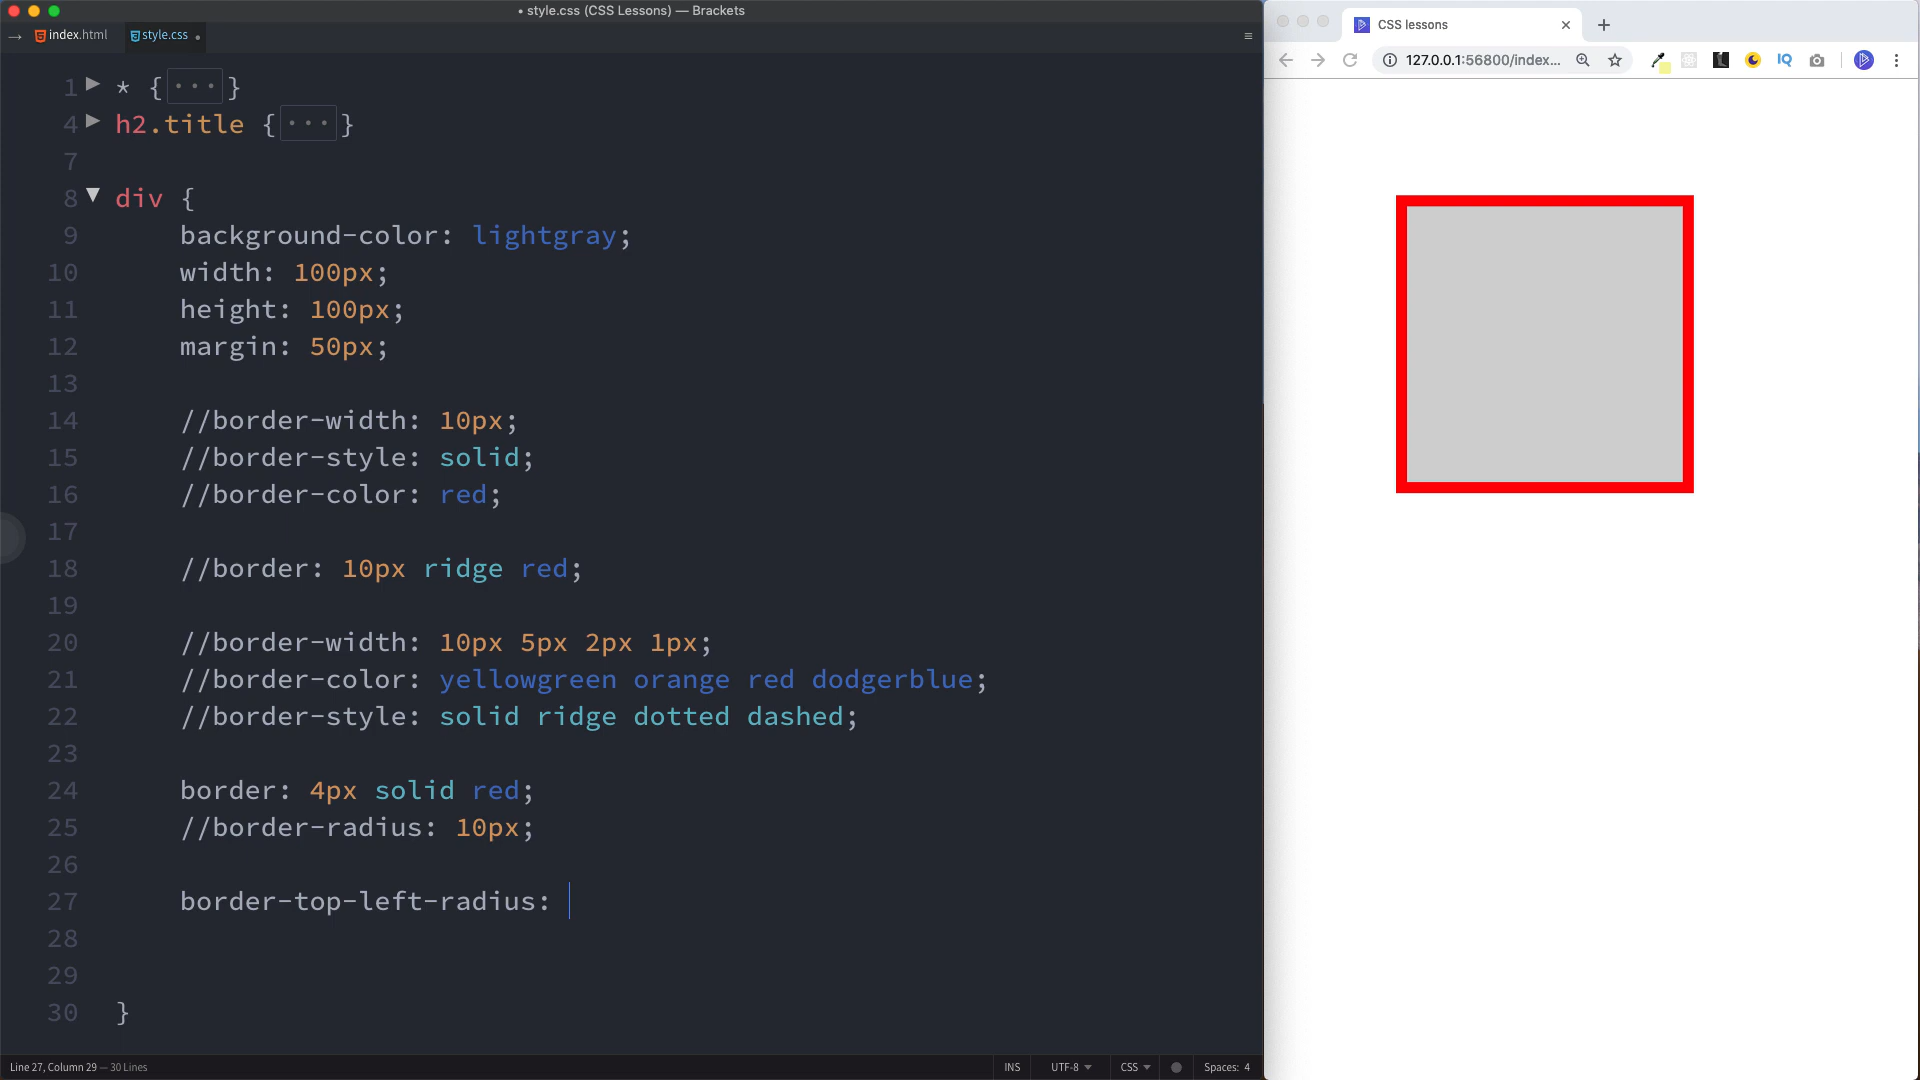 • style.css (CSS Lessons) — Brackets
→ index.html style.css •
1 * {...}
4 h2.title {...}
7
8 div {
9 background-color: lightgray;
10 width: 100px;
11 height: 100px;
12 margin: 50px;
13
14 //border-width: 10px;
15 //border-style: solid;
16 //border-color: red;
17
18 //border: 10px ridge red;
19
20 //border-width: 10px 5px 2px 1px;
21 //border-color: yellowgreen orange red dodgerblue;
22 //border-style: solid ridge dotted dashed;
23
24 border: 4px solid red;
25 //border-radius: 10px;
26
27 border-top-left-radius:
28
29
30 }
Line 27, Column 29 — 30 Lines
INS UTF-8 CSS Spaces: 4
CSS lessons
127.0.0.1:56800/index...
IQ